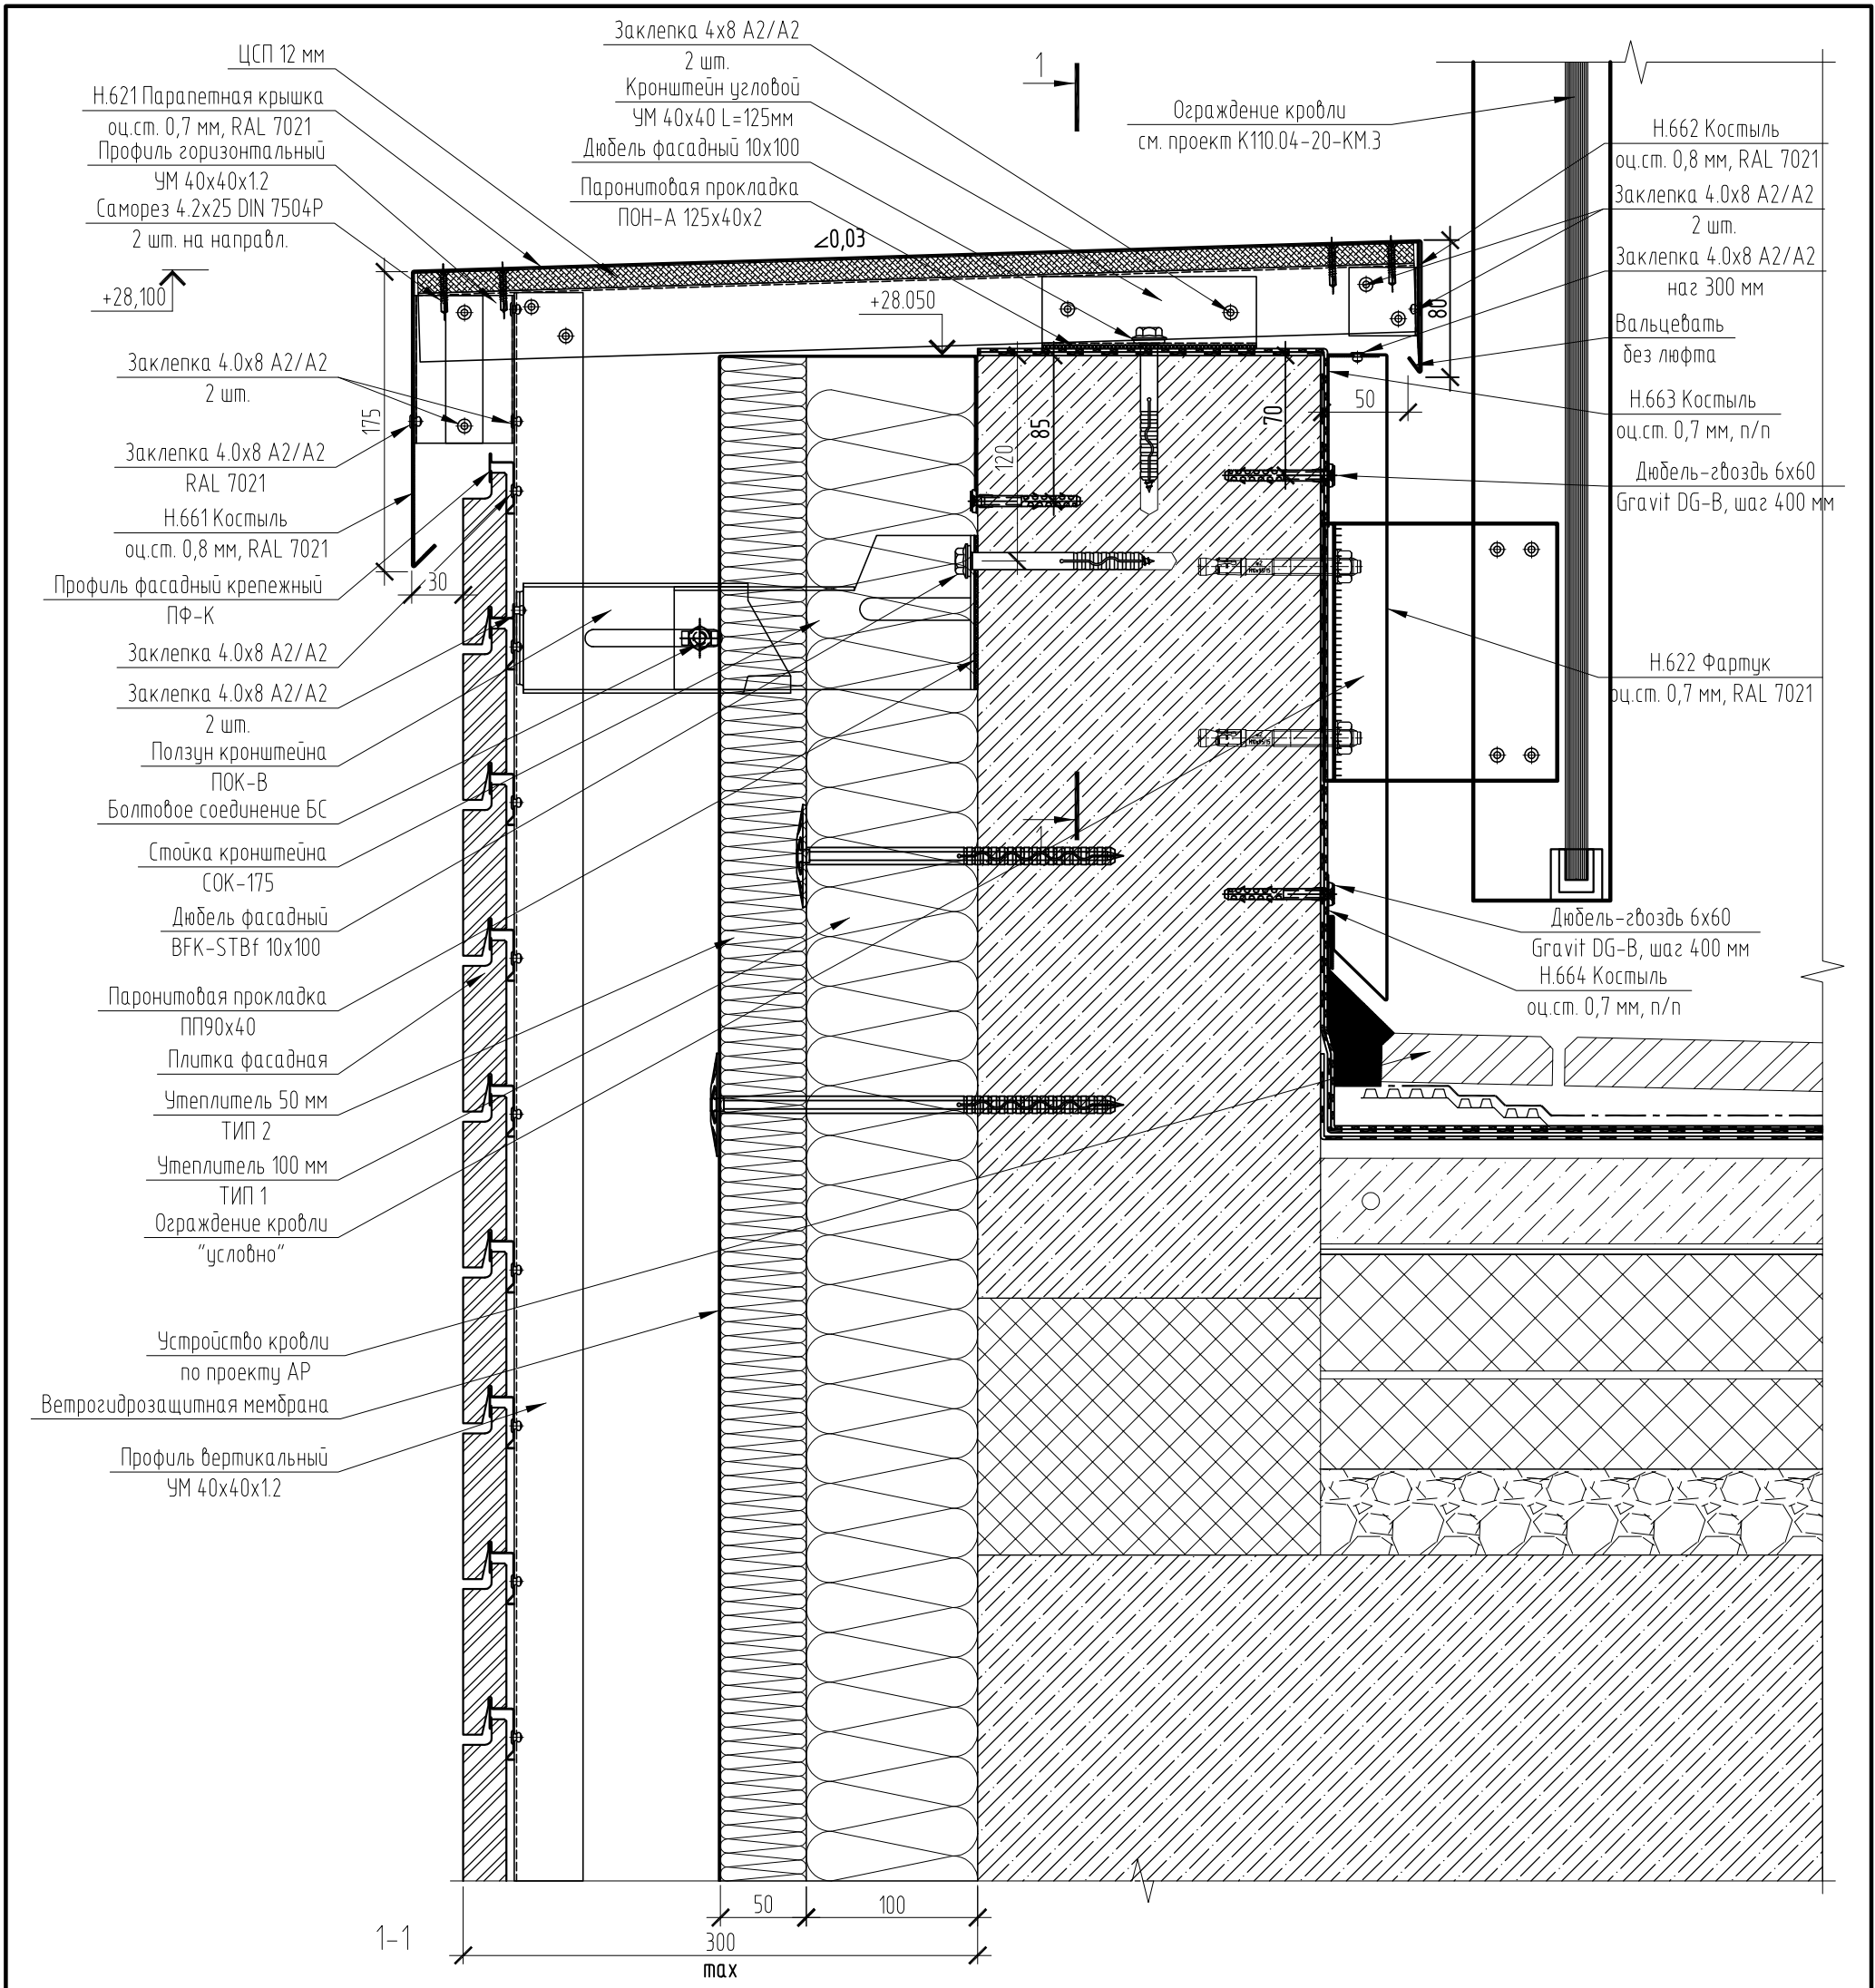 ЦСП 12 мм
Н.621 Парапетная крышка
оц.ст. 0,7 мм, RAL 7021
Профиль горизонтальный
УМ 40х40х1.2
Саморез 4.2х25 DIN 7504P
2 шт. на направл.
+28,100
Заклепка 4.0х8 А2/А2
2 шт.
175
Заклепка 4.0х8 А2/А2
RAL 7021
Н.661 Костыль
оц.ст. 0,8 мм, RAL 7021
30
Профиль фасадный крепежный
ПФ-К
Заклепка 4.0х8 А2/А2
Заклепка 4.0х8 А2/А2
2 шт.
Ползун кронштейна
ПОК-В
Болтовое соединение БС
Стойка кронштейна
СОК-175
Дюбель фасадный
BFK-STBf 10х100
Паронитовая прокладка
ПП90х40
Плитка фасадная
Утеплитель 50 мм
ТИП 2
Утеплитель 100 мм
ТИП 1
Ограждение кровли
"условно"
Устройство кровли
по проекту АР
Ветрогидрозащитная мембрана
Профиль вертикальный
УМ 40х40х1.2
Заклепка 4х8 А2/А2
2 шт.
Кронштейн угловой
УМ 40х40 L=125мм
Дюбель фасадный 10х100
Паронитовая прокладка
ПОН-А 125х40х2
∠0,03
+28.050
1
85
120
70
1
Ограждение кровли
см. проект К110.04-20-КМ.3
Н.662 Костыль
оц.ст. 0,8 мм, RAL 7021
Заклепка 4.0х8 А2/А2
2 шт.
Заклепка 4.0х8 А2/А2
наг 300 мм
80
Вальцевать
без люфта
50
Н.663 Костыль
оц.ст. 0,7 мм, п/п
Дюбель-гвоздь 6х60
Gravit DG-B, шаг 400 мм
Н.622 Фартук
оц.ст. 0,7 мм, RAL 7021
Дюбель-гвоздь 6х60
Gravit DG-B, шаг 400 мм
Н.664 Костыль
оц.ст. 0,7 мм, п/п
50
100
300
max
1-1